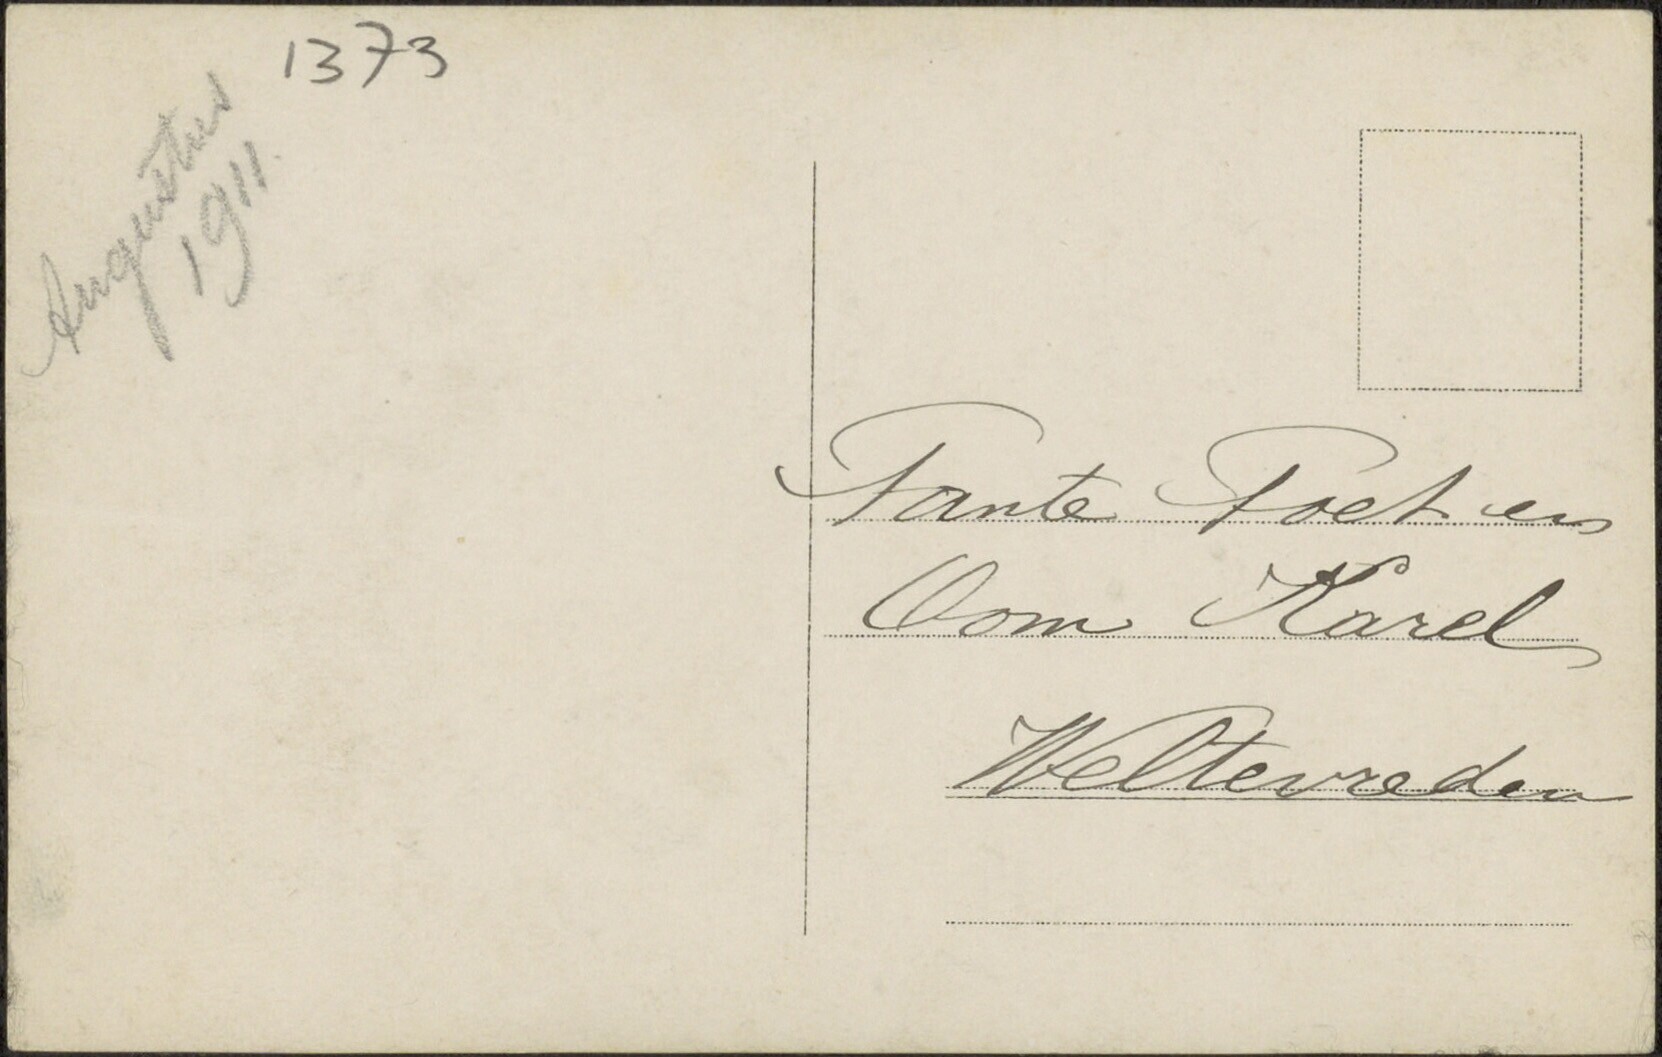 1373
Augustus
1911
Tante Toet en
Oom Karel
Weltevreden